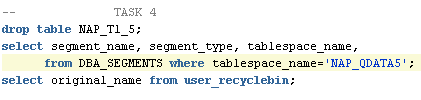 -- TASK 4
drop table NAP_T1_5;
select segment_name, segment_type, tablespace_name,
from DBA_SEGMENTS where tablespace_name='NAP_QDATA5';
select original_name from user_recyclebin;